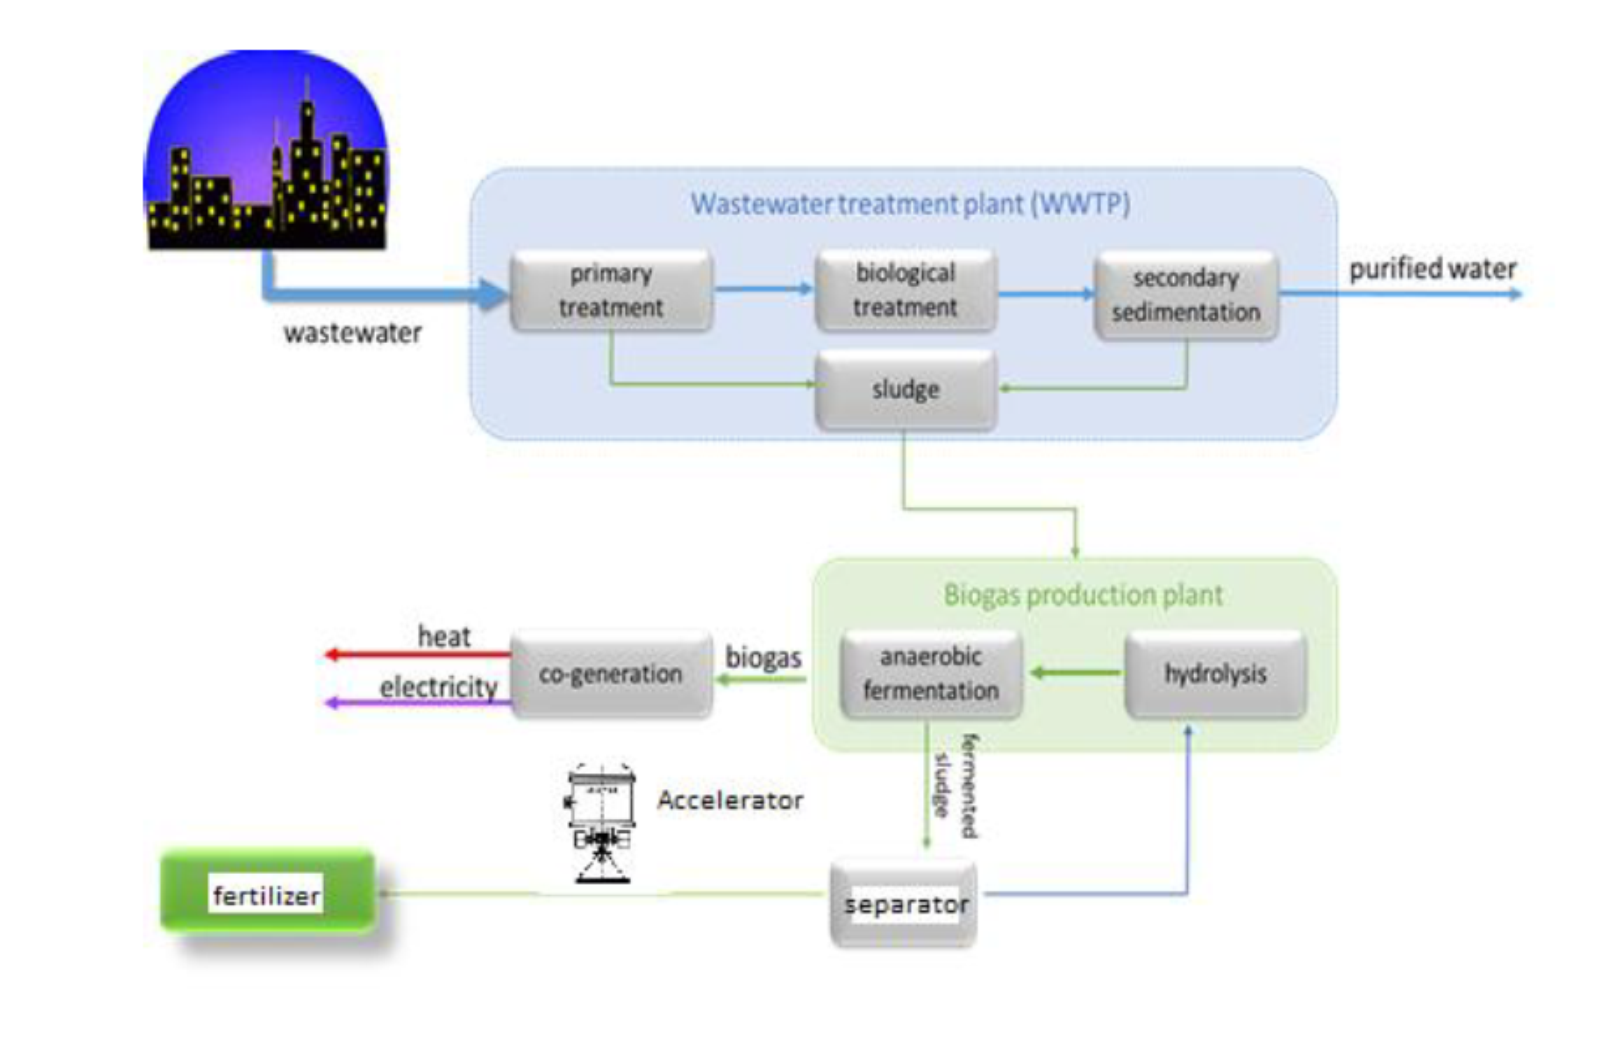 Wastewater treatment plant (WWTP)
primary
treatment
biological
treatment
secondary
sedimentation
purified water
wastewater
sludge
Biogas production plant
heat
electricity
co-generation
biogas
anaerobic
fermentation
hydrolysis
fermented
sludge
Accelerator
fertilizer
separator